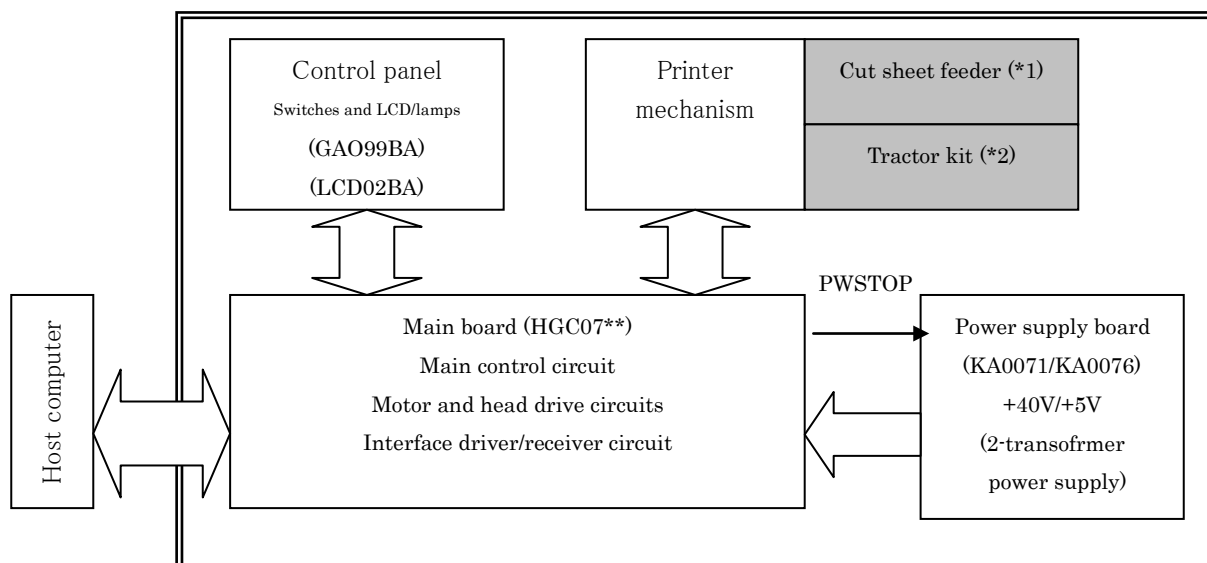 Control panel
Switches and LCD/lamps
(GAO99BA)
(LCD02BA)
Printer
mechanism
Cut sheet feeder (*1)
Tractor kit (*2)
Host computer
Main board (HGC07**)
Main control circuit
Motor and head drive circuits
Interface driver/receiver circuit
PWSTOP
Power supply board
(KA0071/KA0076)
+40V/+5V
(2-transofrmer
power supply)